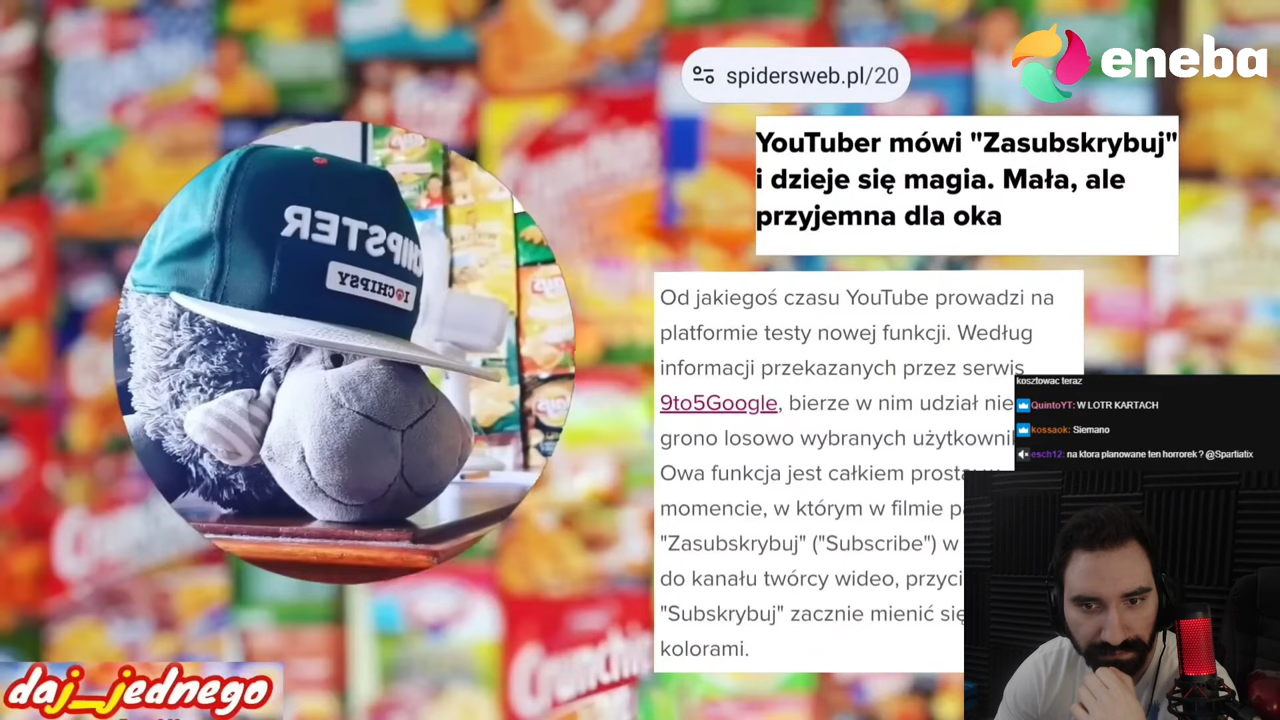 spidersweb.pl/20
eneba
YouTuber mówi "Zasubskrybuj"
i dzieje się magia. Mała, ale
przyjemna dla oka
CHIPSTER
I ♥ CHIPSY
Od jakiegoś czasu YouTube prowadzi na
platformie testy nowej funkcji. Według
informacji przekazanych przez serwis
9to5Google, bierze w nim udział nie
grono losowo wybranych
Owa funkcja jest całkiem
momencie, w którym w filmie
"Zasubskrybuj" ("Subscribe") w
do kanału twórcy wideo,
"Subskrybuj" zacznie mienić się
kolorami.
kosztowac teraz
QuintoYT: W LOTR KARTACH
kossaok: Siemano
esch12: na ktora planowane ten horrorek ? @Spartiatix
daj_jednego
Crunchips